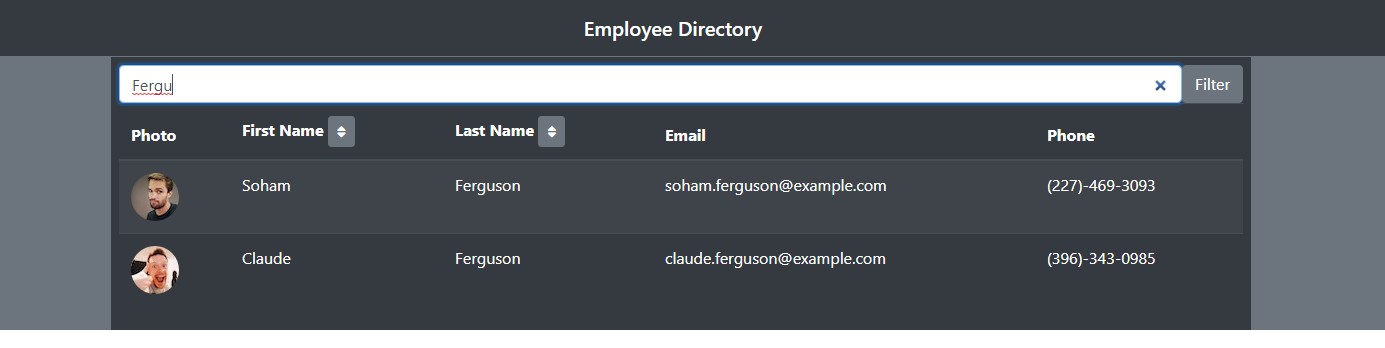 Employee Directory
Fergu × Filter
Photo First Name Last Name Email Phone
Soham Ferguson soham.ferguson@example.com (227)-469-3093
Claude Ferguson claude.ferguson@example.com (396)-343-0985